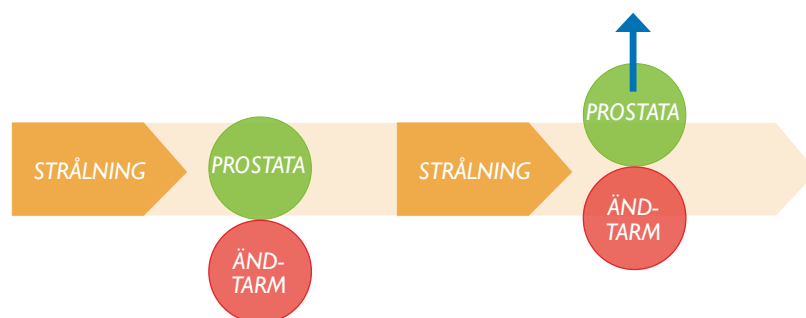 STRÅLNING
PROSTATA
ÄND-
TARM
STRÅLNING
PROSTATA
ÄND-
TARM